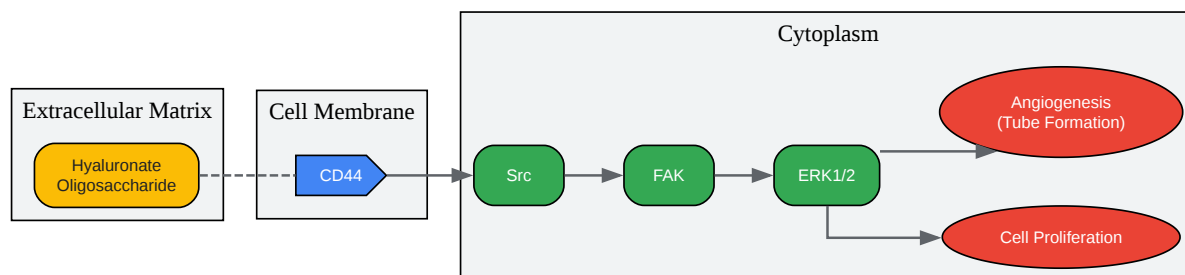 Cytoplasm
Extracellular Matrix
Cell Membrane
Hyaluronate
Oligosaccharide
CD44
Src
FAK
ERK1/2
Angiogenesis
(Tube Formation)
Cell Proliferation